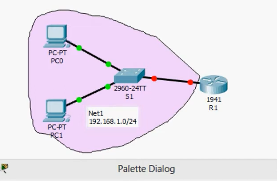 PC-PT
PC0
2960-24TT
S1
1941
R1
PC-PT
PC1
Net1
192.168.1.0/24
Palette Dialog